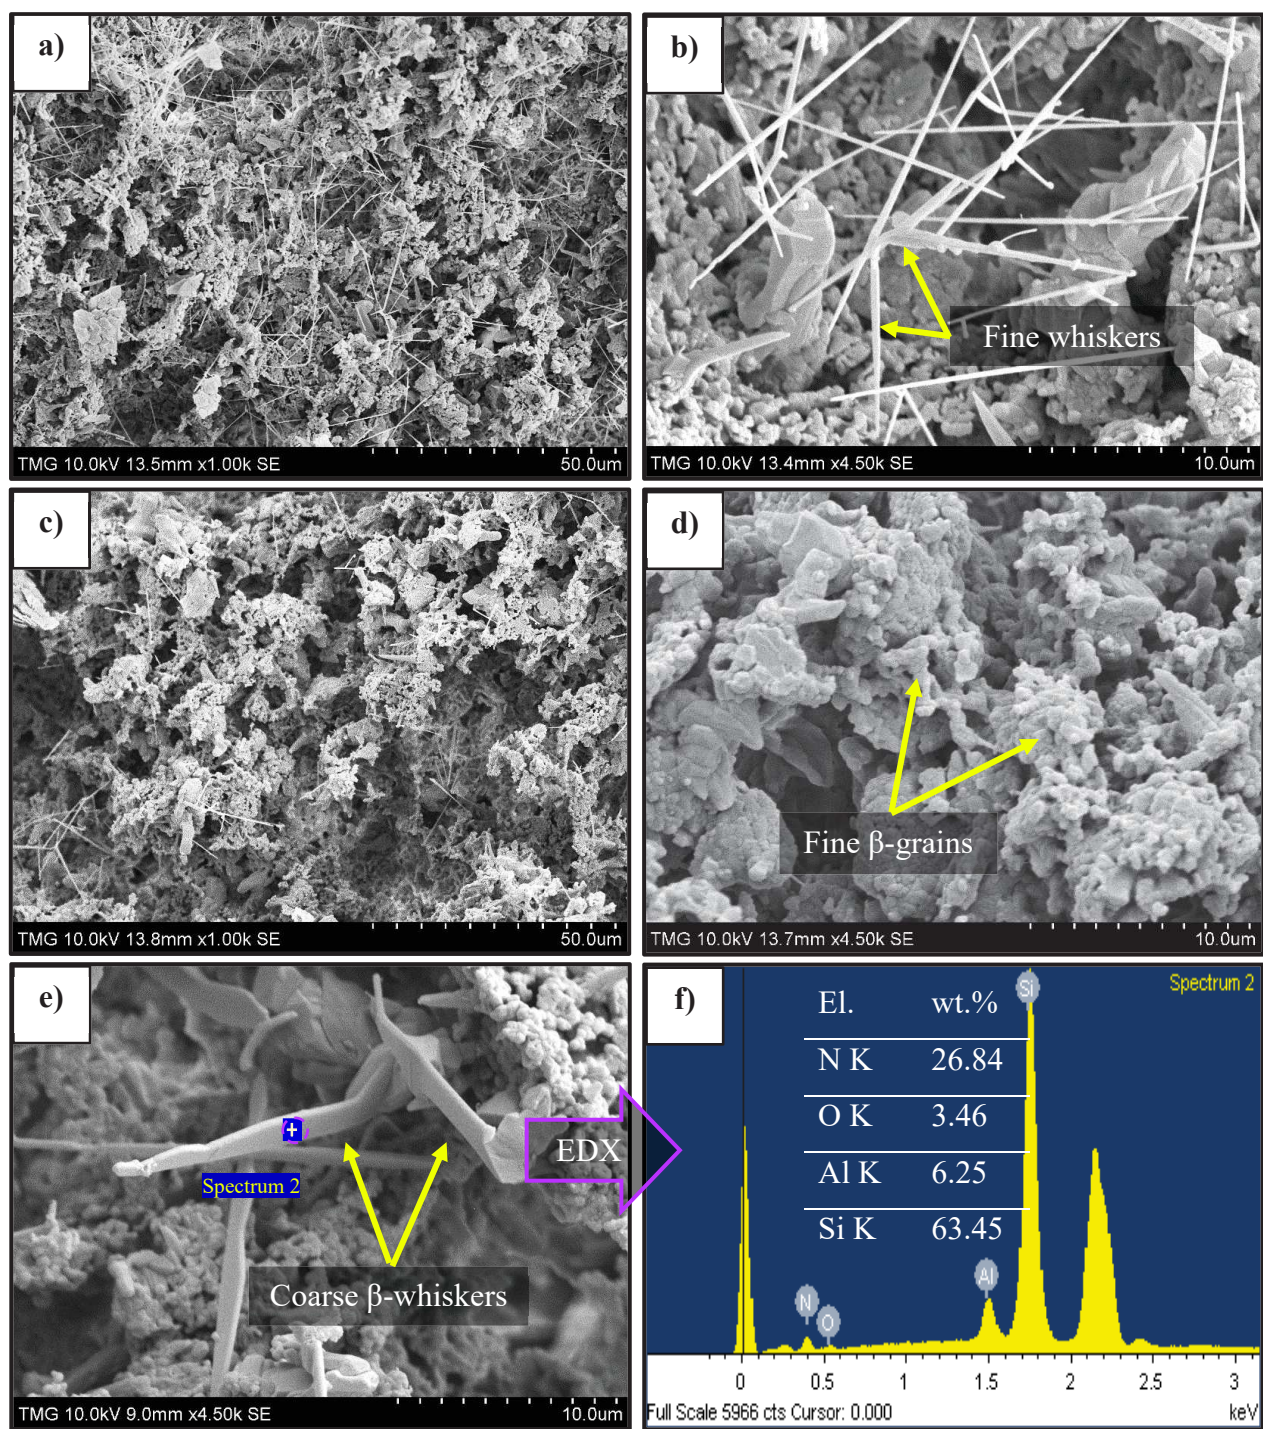 a)
TMG 10.0kV 13.5mm x1.00k SE 50.0um
b)
Fine whiskers
TMG 10.0kV 13.4mm x4.50k SE 10.0um
c)
TMG 10.0kV 13.8mm x1.00k SE 50.0um
d)
Fine β-grains
TMG 10.0kV 13.7mm x4.50k SE 10.0um
e)
Spectrum 2
Coarse β-whiskers
TMG 10.0kV 9.0mm x4.50k SE 10.0um
EDX
f)
Spectrum 2
El. wt.%
N K 26.84
O K 3.46
Al K 6.25
Si K 63.45
Si
Al
N
O
0 0.5 1 1.5 2 2.5 3
Full Scale 5966 cts Cursor: 0.000 keV